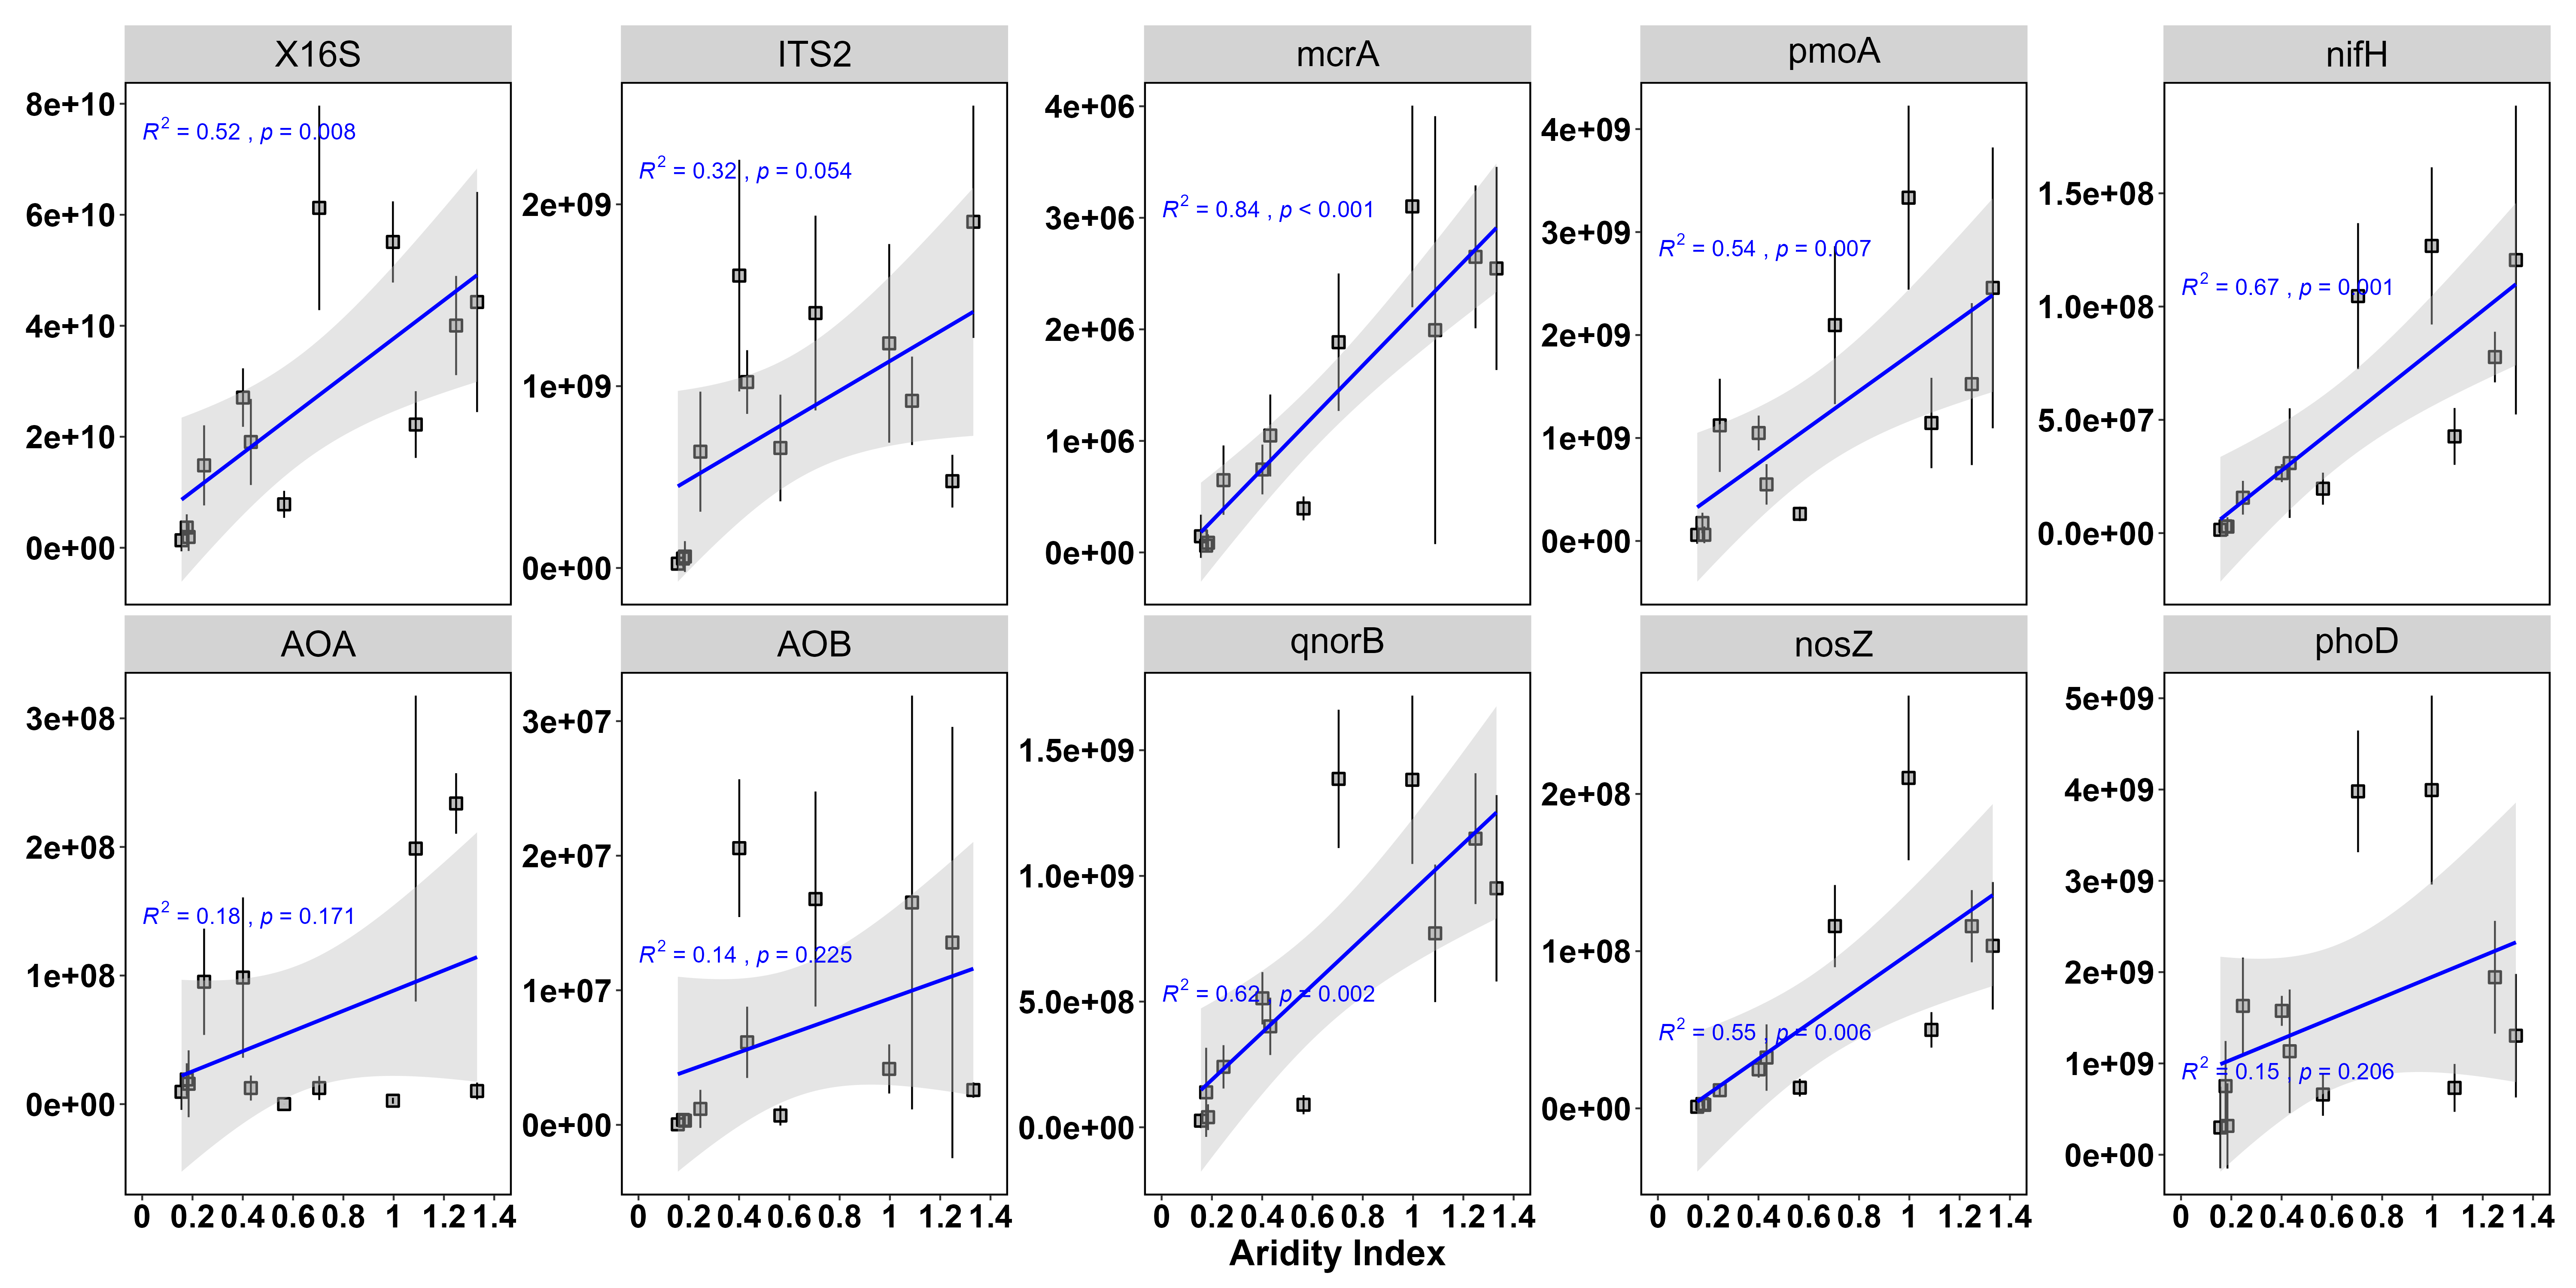 X16S ITS2 mcrA pmoA nifH
8e+10
6e+10
4e+10
2e+10
0e+00
R² = 0.52 , p = 0.008
2e+09
1e+09
0e+00
R² = 0.32 , p = 0.054
4e+06
3e+06
2e+06
1e+06
0e+00
R² = 0.84 , p < 0.001
4e+09
3e+09
2e+09
1e+09
0e+00
R² = 0.54 , p = 0.007
1.5e+08
1.0e+08
5.0e+07
0.0e+00
R² = 0.67 , p = 0.001
AOA AOB qnorB nosZ phoD
3e+08
2e+08
1e+08
0e+00
R² = 0.18 , p = 0.171
3e+07
2e+07
1e+07
0e+00
R² = 0.14 , p = 0.225
1.5e+09
1.0e+09
5.0e+08
0.0e+00
R² = 0.62 , p = 0.002
2e+08
1e+08
0e+00
R² = 0.55 , p = 0.006
5e+09
4e+09
3e+09
2e+09
1e+09
0e+00
R² = 0.15 , p = 0.206
0 0.2 0.4 0.6 0.8 1 1.2 1.4 0 0.2 0.4 0.6 0.8 1 1.2 1.4 0 0.2 0.4 0.6 0.8 1 1.2 1.4 0 0.2 0.4 0.6 0.8 1 1.2 1.4 0 0.2 0.4 0.6 0.8 1 1.2 1.4
Aridity Index